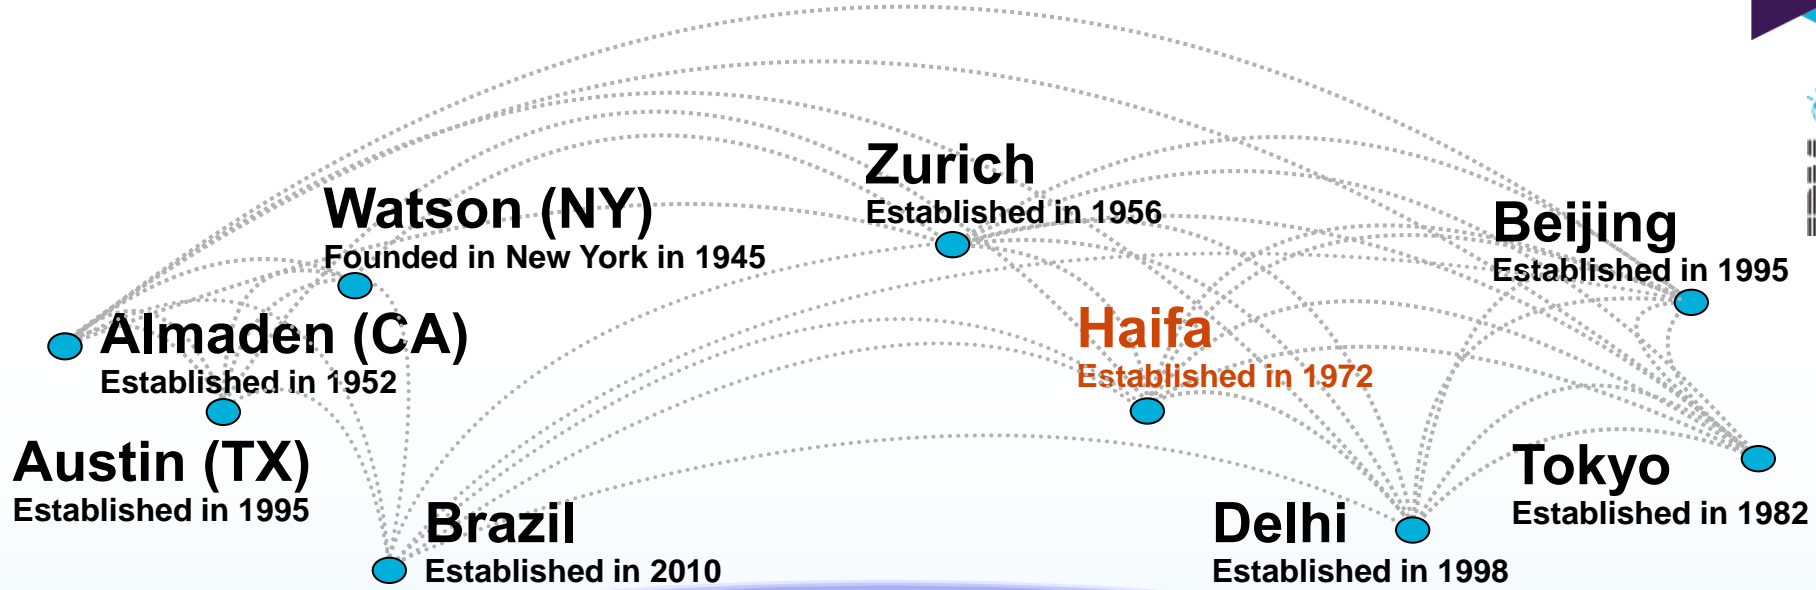 Zurich
Established in 1956
Watson (NY)
Founded in New York in 1945
Beijing
Established in 1995
Almaden (CA)
Established in 1952
Haifa
Established in 1972
Austin (TX)
Established in 1995
Tokyo
Established in 1982
Brazil
Established in 2010
Delhi
Established in 1998